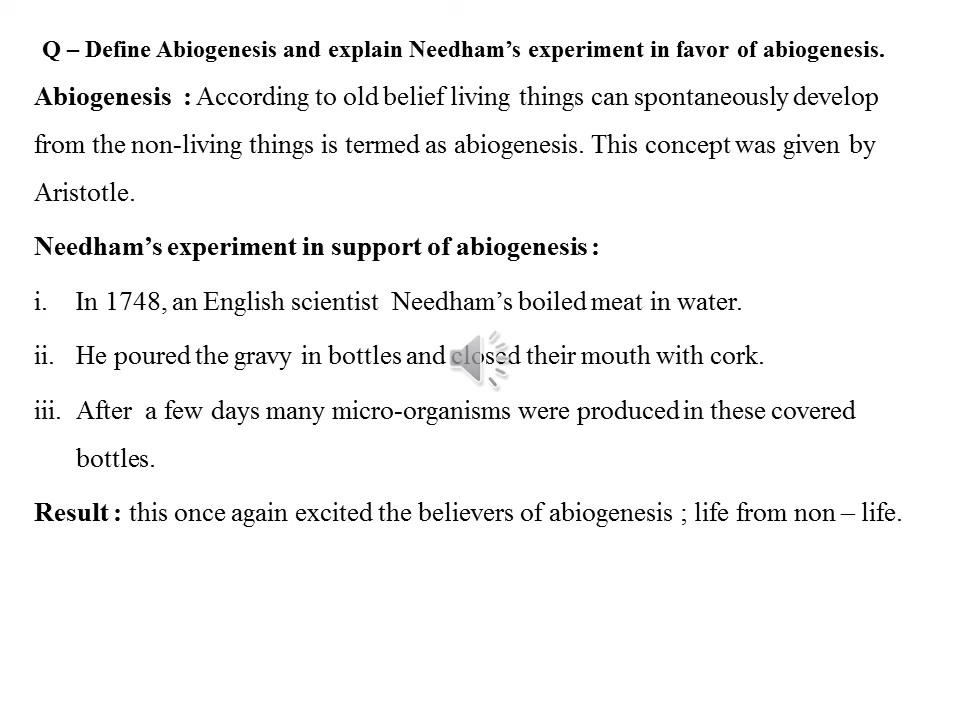 Q – Define Abiogenesis and explain Needham’s experiment in favor of abiogenesis.
Abiogenesis : According to old belief living things can spontaneously develop
from the non-living things is termed as abiogenesis. This concept was given by
Aristotle.
Needham’s experiment in support of abiogenesis :
i. In 1748, an English scientist Needham’s boiled meat in water.
ii. He poured the gravy in bottles and closed their mouth with cork.
iii. After a few days many micro-organisms were produced in these covered
bottles.
Result : this once again excited the believers of abiogenesis ; life from non – life.